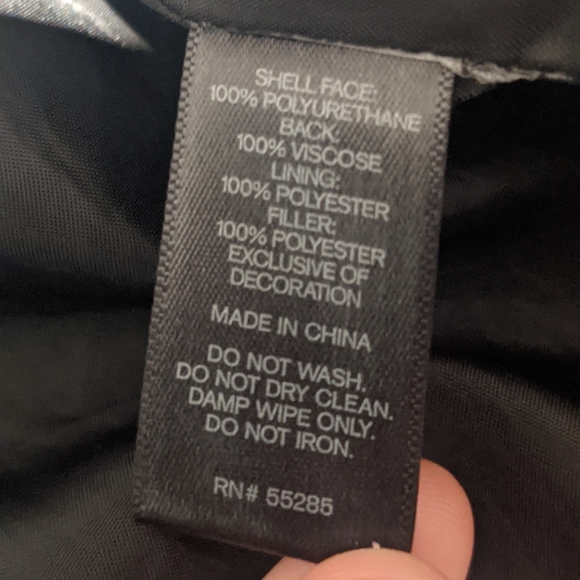 SHELL FACE:
100% POLYURETHANE
BACK:
100% VISCOSE
LINING:
100% POLYESTER
FILLER:
100% POLYESTER
EXCLUSIVE OF
DECORATION
MADE IN CHINA
DO NOT WASH.
DO NOT DRY CLEAN.
DAMP WIPE ONLY.
DO NOT IRON.
RN# 55285